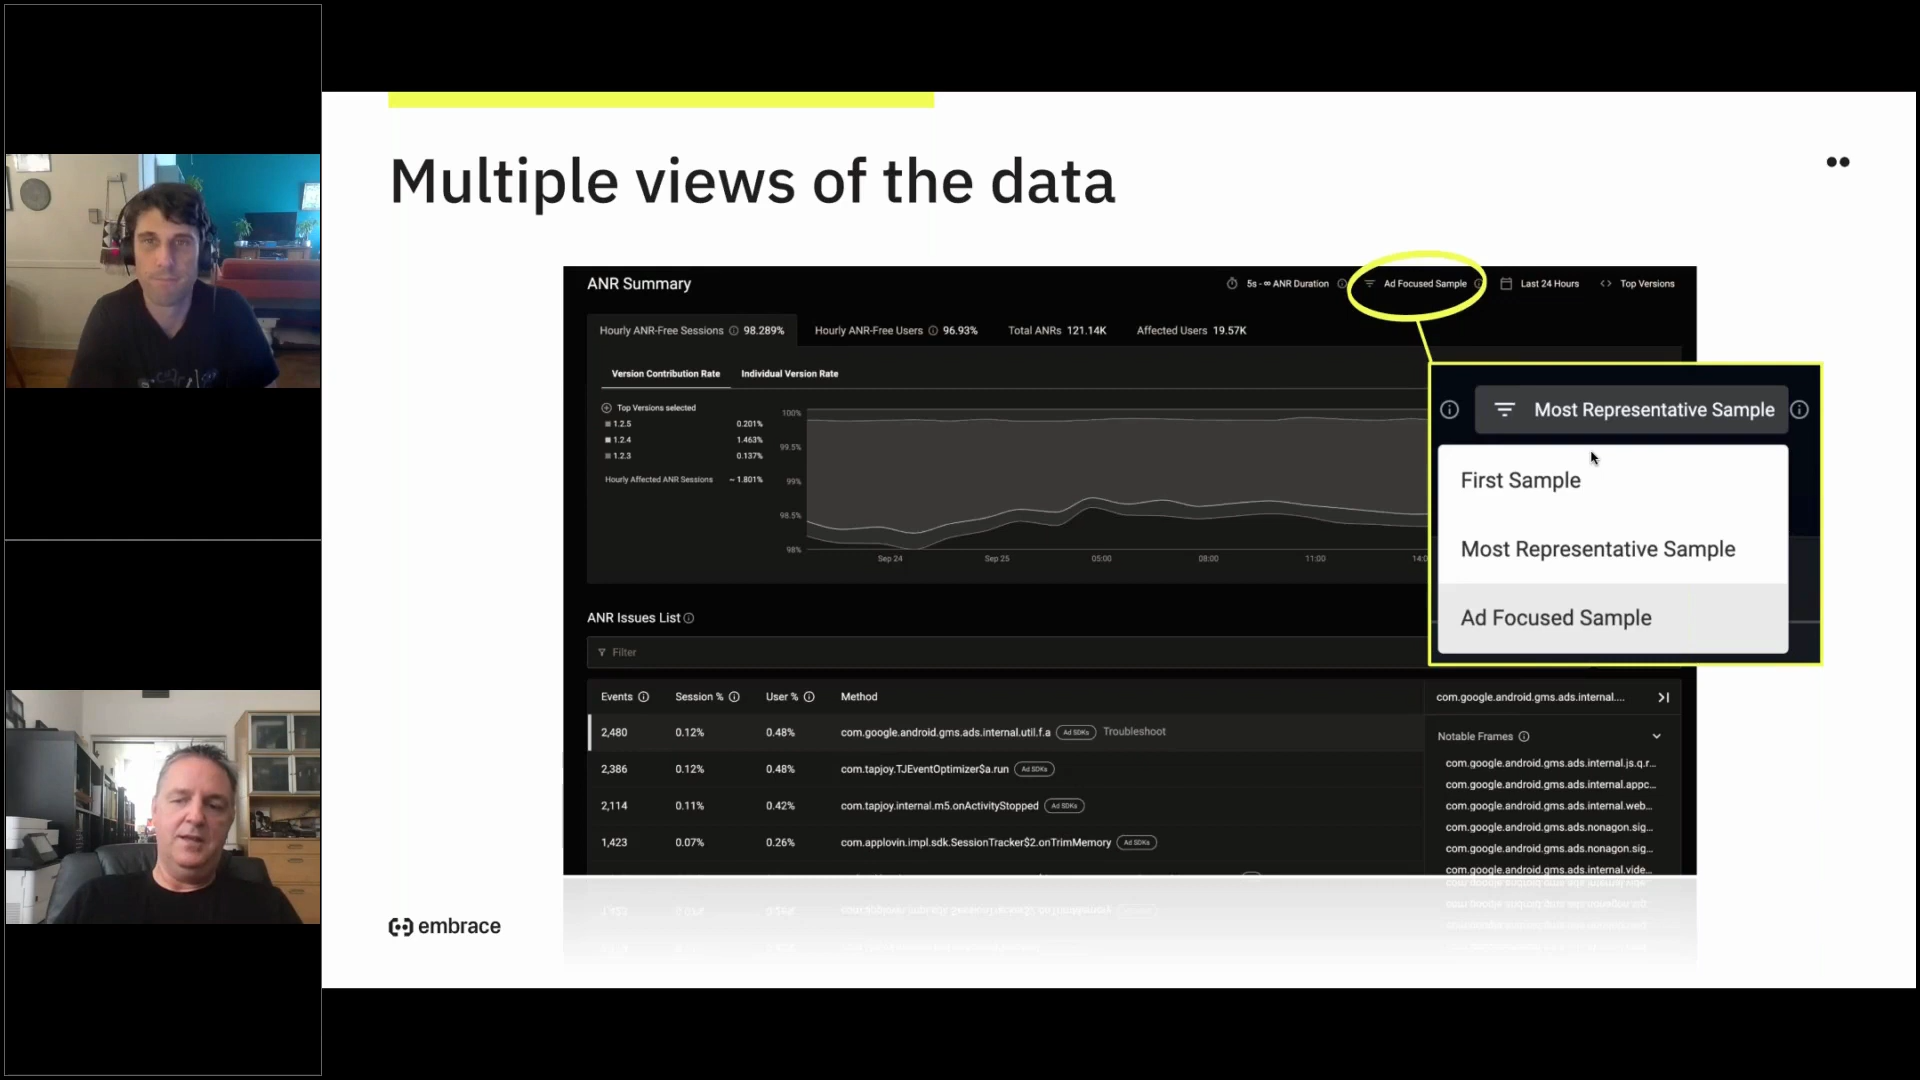 Multiple views of the data
ANR Summary
5s - ∞ ANR Duration
Ad Focused Sample
Last 24 Hours
Top Versions
Hourly ANR-Free Sessions 98.289%
Hourly ANR-Free Users 96.93%
Total ANRs 121.14K
Affected Users 19.57K
Version Contribution Rate
Individual Version Rate
Top Versions selected
1.2.5 0.201%
1.2.4 1.463%
1.2.3 0.137%
Hourly Affected ANR Sessions ~ 1.801%
100%
99.5%
99%
98.5%
98%
Sep 24
Sep 25
05:00
08:00
11:00
Most Representative Sample
First Sample
Most Representative Sample
Ad Focused Sample
ANR Issues List
Filter
Events Session % User % Method
2,480 0.12% 0.48% com.google.android.gms.ads.internal.util.f.a Ad SDKs Troubleshoot
2,386 0.12% 0.48% com.tapjoy.TJEventOptimizer$a.run Ad SDKs
2,114 0.11% 0.42% com.tapjoy.internal.m5.onActivityStopped Ad SDKs
1,423 0.07% 0.26% com.applovin.impl.sdk.SessionTracker$2.onTrimMemory Ad SDKs
com.google.android.gms.ads.internal....
Notable Frames
com.google.android.gms.ads.internal.js.q.r...
com.google.android.gms.ads.internal.appc...
com.google.android.gms.ads.internal.web...
com.google.android.gms.ads.nonagon.sig...
com.google.android.gms.ads.nonagon.sig...
com.google.android.gms.ads.internal.vide...
embrace